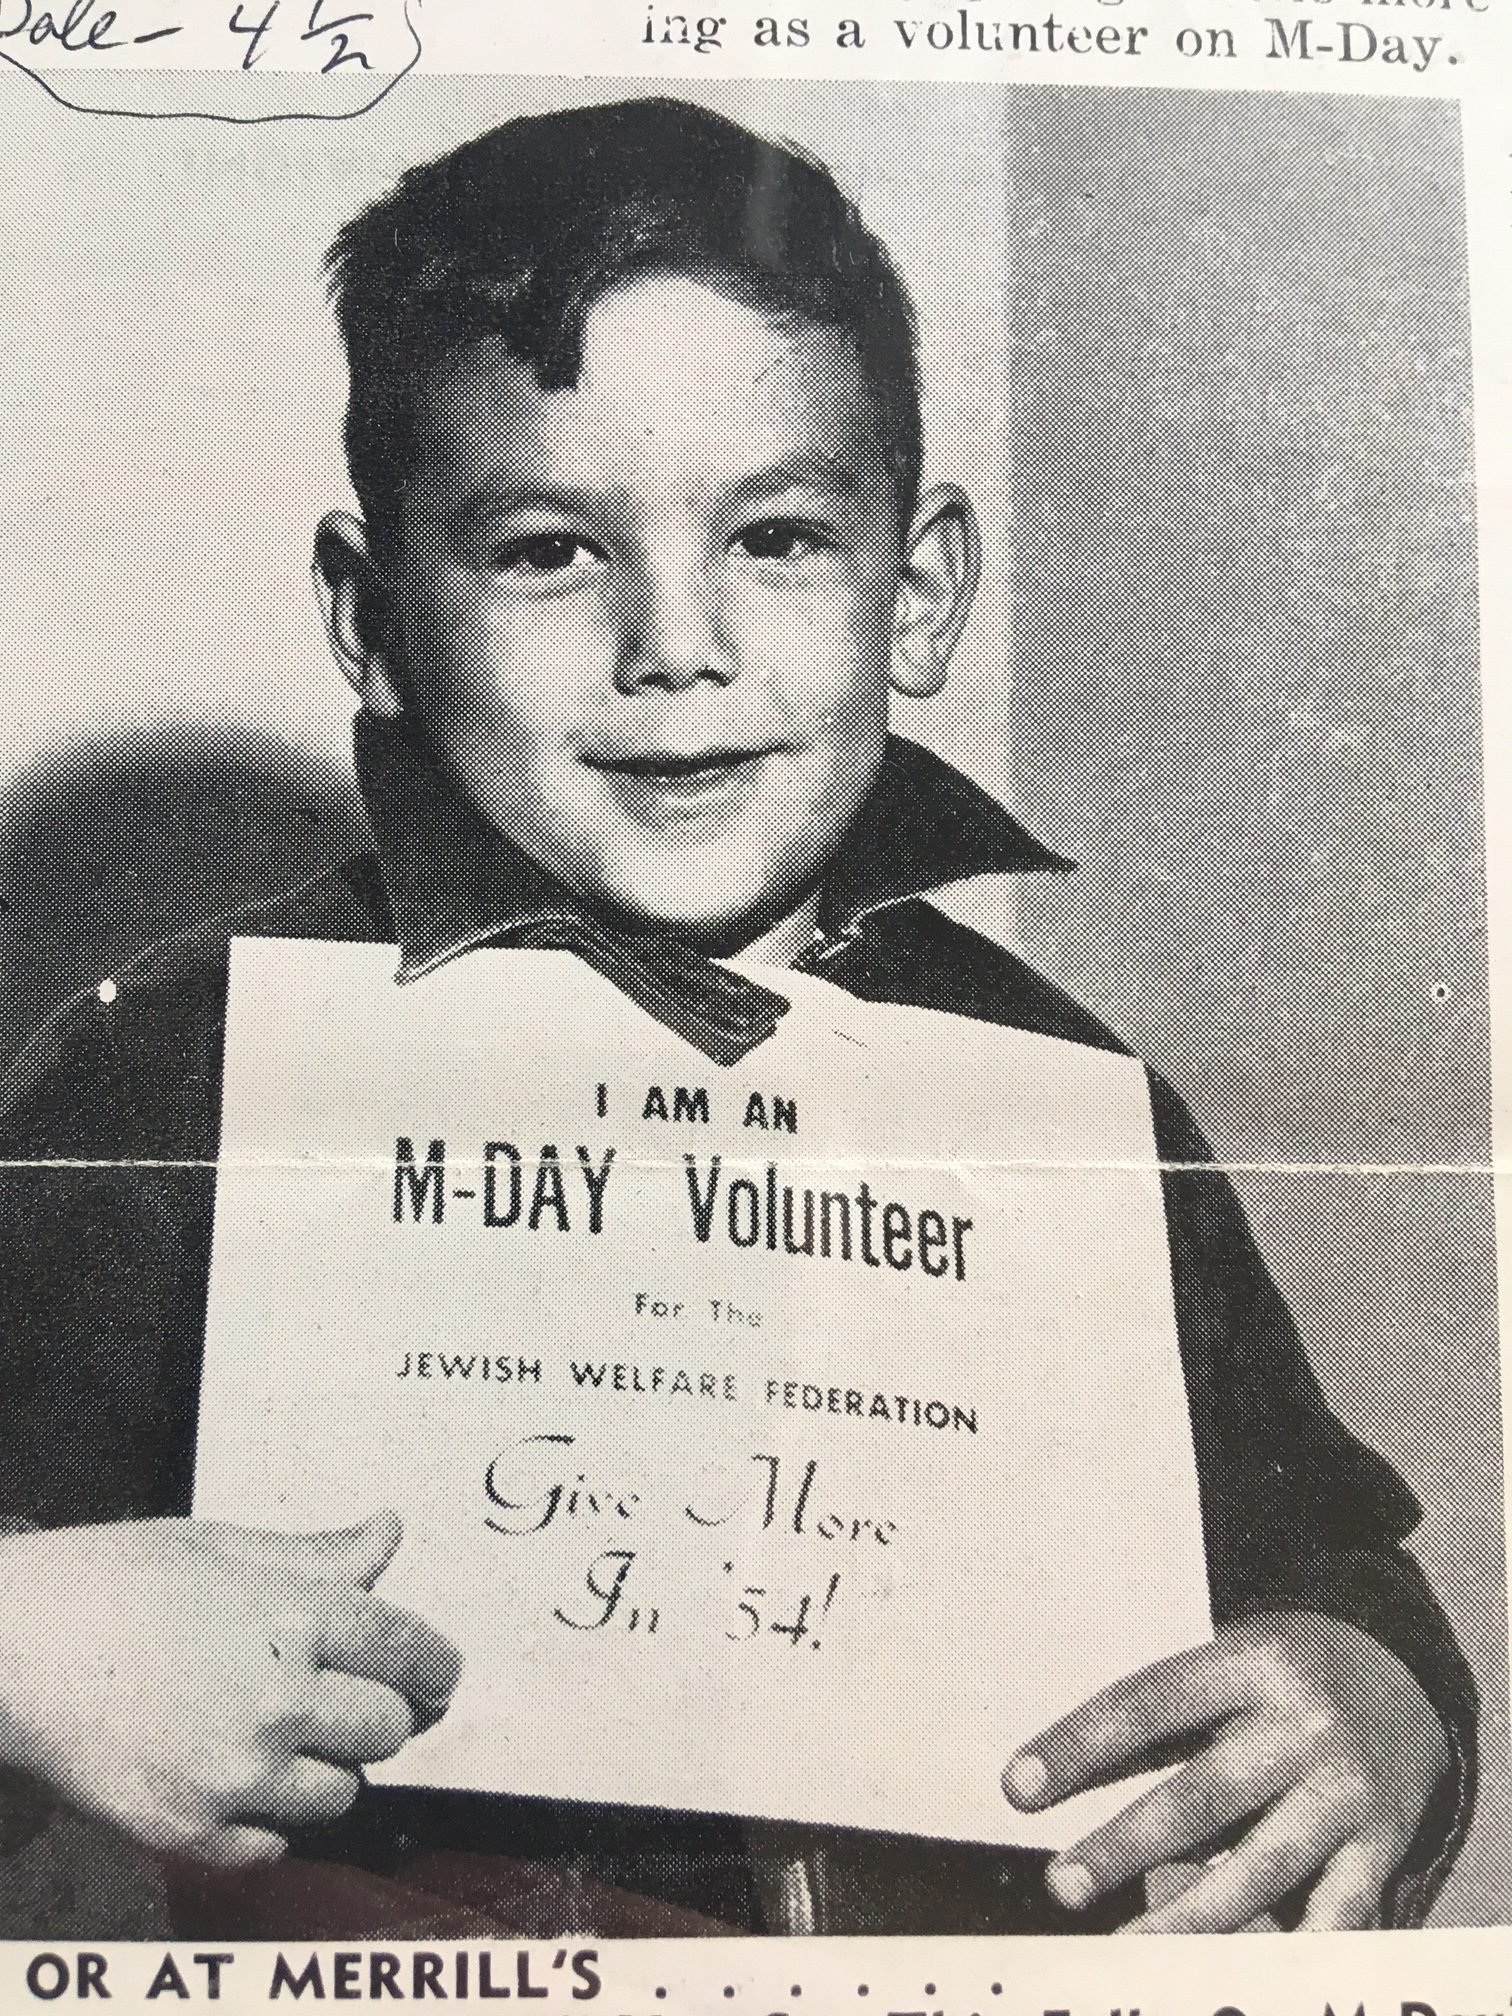 Dale - 4 1/2
ing as a volunteer on M-Day.
I AM AN
M-DAY Volunteer
For The
JEWISH WELFARE FEDERATION
Give More
In '54!
OR AT MERRILL'S . . . . . .